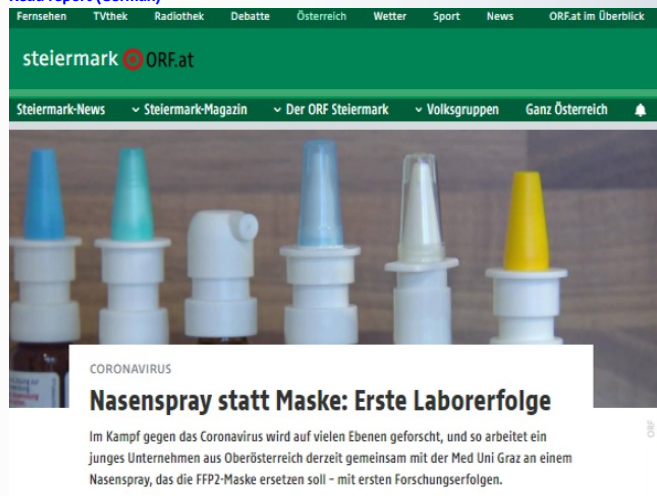 Read report (German)
Fernsehen TVthek Radiothek Debatte Österreich Wetter Sport News ORF.at im Überblick
steiermark ORF.at
Steiermark-News Steiermark-Magazin Der ORF Steiermark Volksgruppen Ganz Österreich
CORONAVIRUS
Nasenspray statt Maske: Erste Laborerfolge
Im Kampf gegen das Coronavirus wird auf vielen Ebenen geforscht, und so arbeitet ein
junges Unternehmen aus Oberösterreich derzeit gemeinsam mit der Med Uni Graz an einem
Nasenspray, das die FFP2-Maske ersetzen soll – mit ersten Forschungserfolgen.
ORF